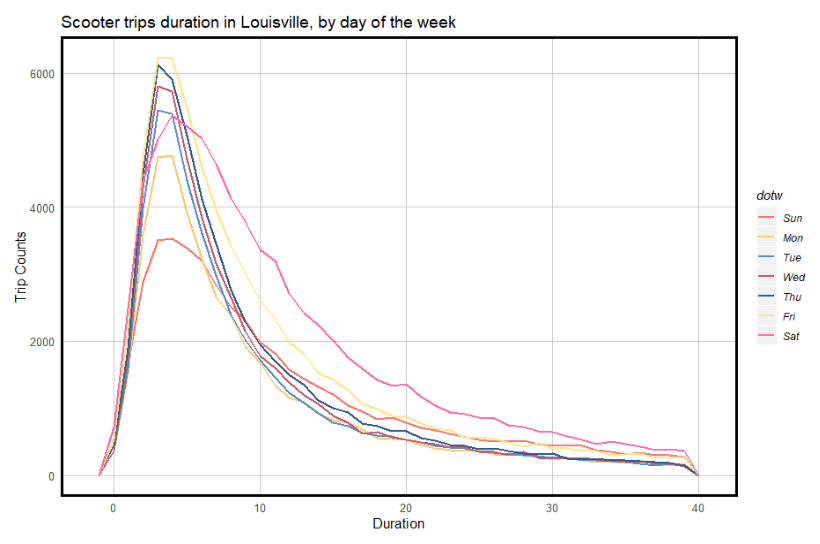 Scooter trips duration in Louisville, by day of the week
6000
4000
2000
0
Trip Counts
0 10 20 30 40
Duration
dotw
Sun
Mon
Tue
Wed
Thu
Fri
Sat